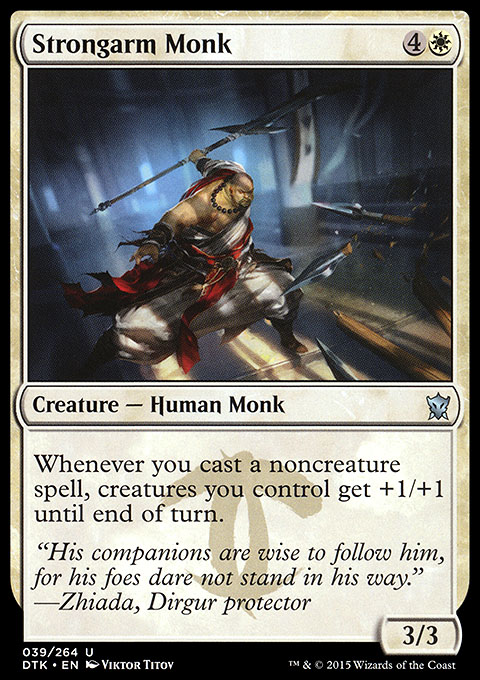 Strongarm Monk 4
Creature — Human Monk
Whenever you cast a noncreature
spell, creatures you control get +1/+1
until end of turn.
“His companions are wise to follow him,
for his foes dare not stand in his way.”
—Zhiada, Dirgur protector
3/3
039/264 U
DTK • EN Viktor Titov
™ & © 2015 Wizards of the Coast